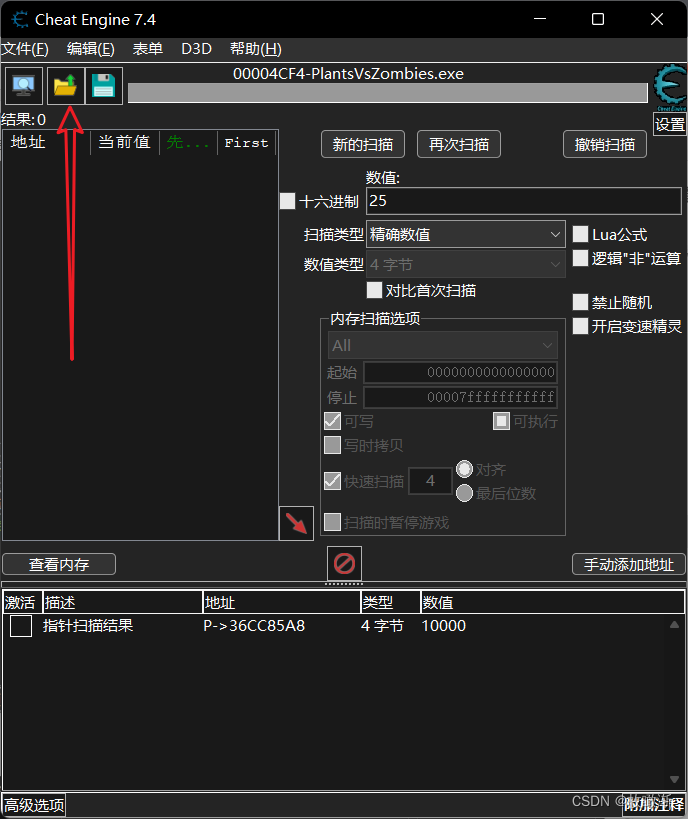 Cheat Engine 7.4
文件(F) 编辑(E) 表单 D3D 帮助(H)
00004CF4-PlantsVsZombies.exe
Cheat Engine
设置
结果:0
地址 当前值 先... First
新的扫描 再次扫描 撤销扫描
数值:
十六进制 25
扫描类型 精确数值 Lua公式
数值类型 4 字节 逻辑"非"运算
对比首次扫描
禁止随机
内存扫描选项 开启变速精灵
All
起始 0000000000000000
停止 00007fffffffffff
可写 可执行
写时拷贝
快速扫描 4 对齐
最后位数
扫描时暂停游戏
查看内存 手动添加地址
激活 描述 地址 类型 数值
指针扫描结果 P->36CC85A8 4 字节 10000
高级选项 附加注释
CSDN